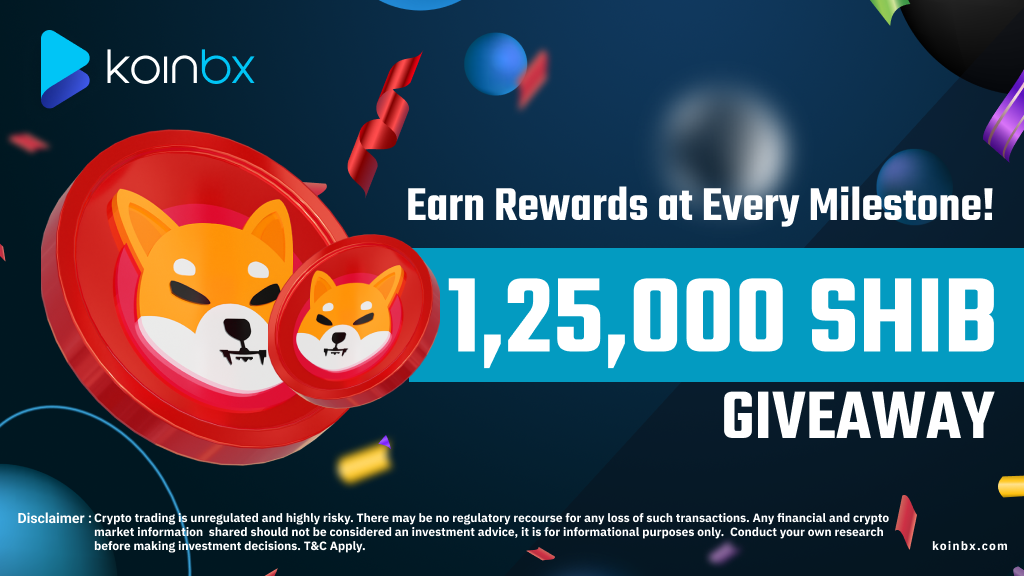 koinbx
Earn Rewards at Every Milestone!
1,25,000 SHIB
GIVEAWAY
Disclaimer : Crypto trading is unregulated and highly risky. There may be no regulatory recourse for any loss of such transactions. Any financial and crypto
market information shared should not be considered an investment advice, it is for informational purposes only. Conduct your own research
before making investment decisions. T&C Apply.
koinbx.com